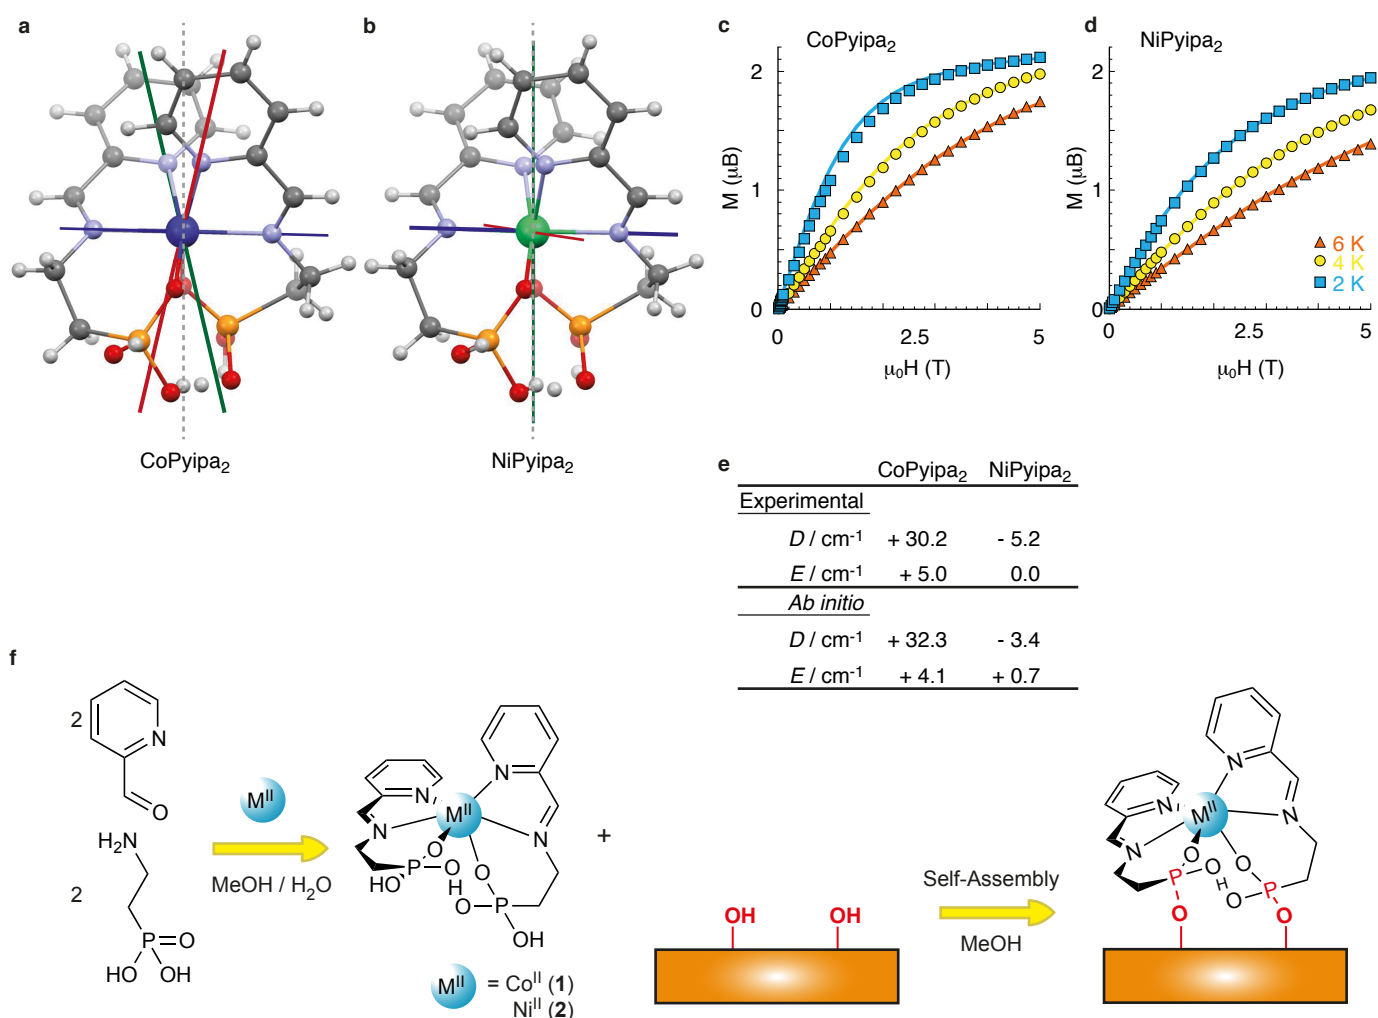 a
b
c
d
CoPyipa2
NiPyipa2
CoPyipa2
2
1
0
M (μB)
0
2.5
5
μ0H (T)
NiPyipa2
2
1
0
M (μB)
0
2.5
5
μ0H (T)
6 K
4 K
2 K
e
CoPyipa2 NiPyipa2
Experimental
D / cm-1 + 30.2 - 5.2
E / cm-1 + 5.0 0.0
Ab initio
D / cm-1 + 32.3 - 3.4
E / cm-1 + 4.1 + 0.7
f
2
N
O
H2N
2
P O
HO OH
MII
MeOH / H2O
N
N
MII
N
N
O
P
O
HO
H
O
O
P
OH
MII = CoII (1)
NiII (2)
+
OH OH
Self-Assembly
MeOH
N
N
MII
N
N
O
O
P
O
H
O
P
O
O